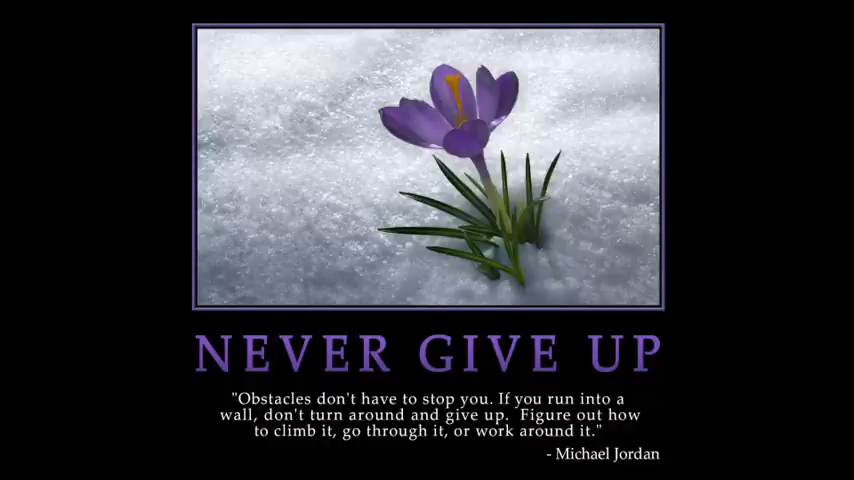 NEVER GIVE UP
"Obstacles don't have to stop you. If you run into a
wall, don't turn around and give up.  Figure out how
to climb it, go through it, or work around it."
- Michael Jordan